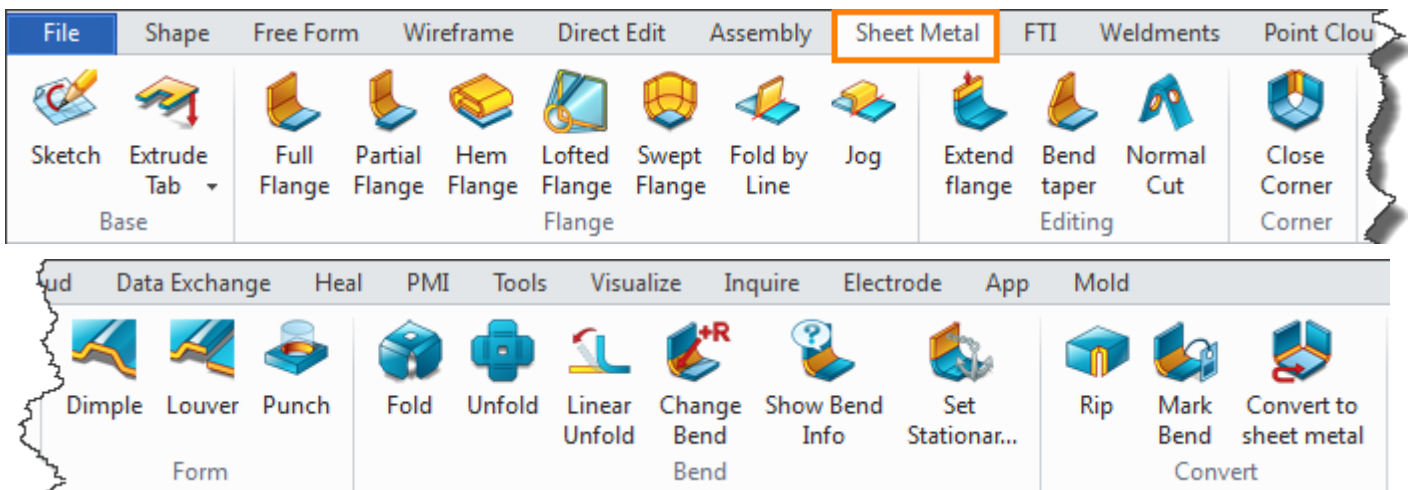 File Shape Free Form Wireframe Direct Edit Assembly Sheet Metal FTI Weldments Point Clou
Sketch Extrude Full Partial Hem Lofted Swept Fold by Jog Extend Bend Normal Close
Tab Flange Flange Flange Flange Flange Line flange taper Cut Corner
Base Flange Editing Corner
ud Data Exchange Heal PMI Tools Visualize Inquire Electrode App Mold
+R ?
Dimple Louver Punch Fold Unfold Linear Change Show Bend Set Rip Mark Convert to
Unfold Bend Info Stationar... Bend sheet metal
Form Bend Convert